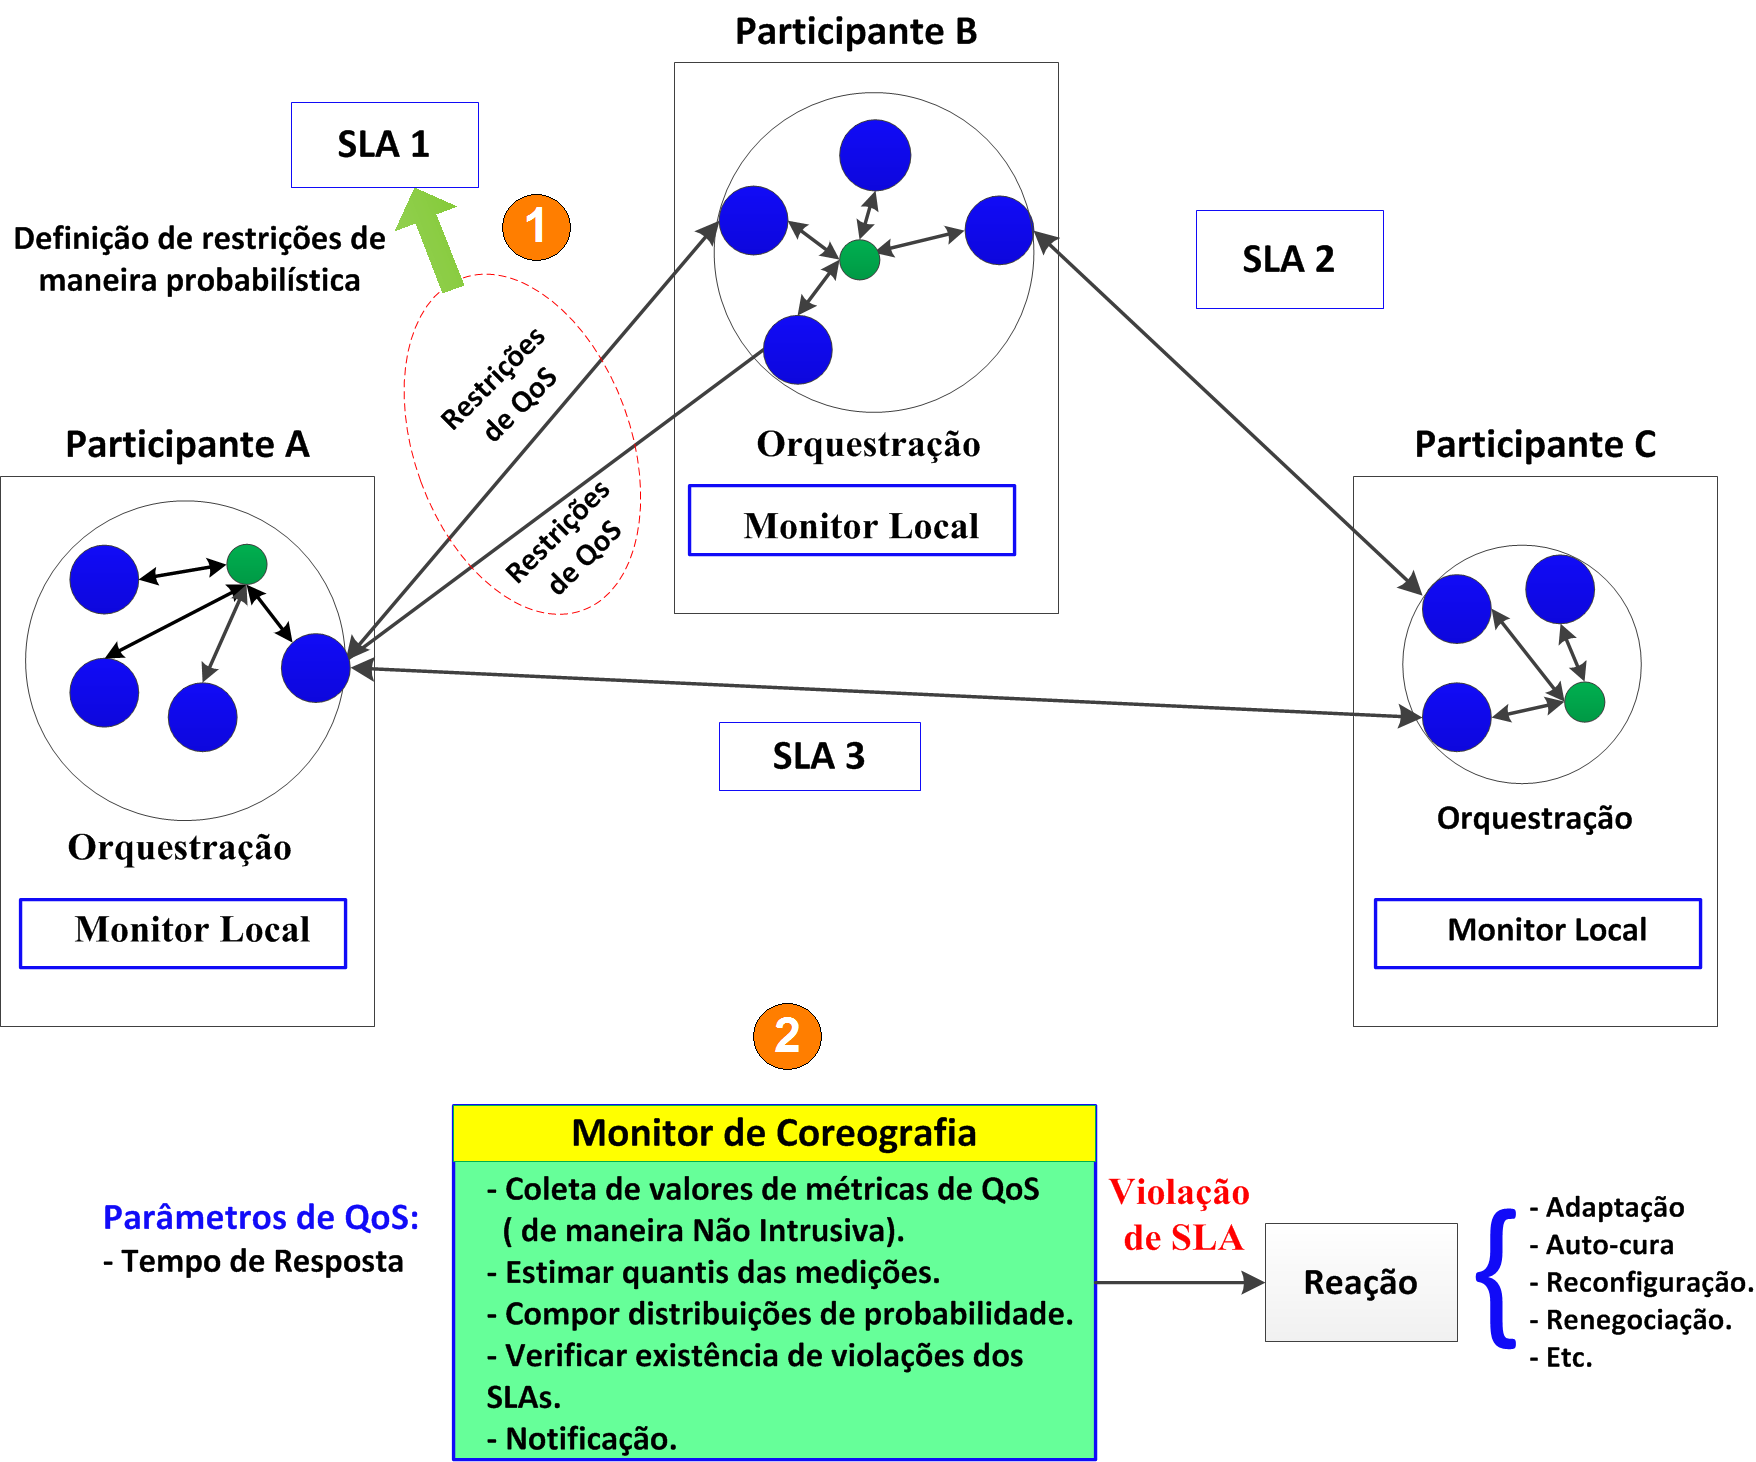 Participante B
SLA 1
1
Definição de restrições de
maneira probabilística
SLA 2
Restrições
de QoS
Restrições
de QoS
Orquestração
Monitor Local
Participante A
Orquestração
Monitor Local
Participante C
Orquestração
Monitor Local
SLA 3
2
Monitor de Coreografia
- Coleta de valores de métricas de QoS
( de maneira Não Intrusiva).
- Estimar quantis das medições.
- Compor distribuições de probabilidade.
- Verificar existência de violações dos
SLAs.
- Notificação.
Parâmetros de QoS:
- Tempo de Resposta
Violação
de SLA
Reação
{
- Adaptação
- Auto-cura
- Reconfiguração.
- Renegociação.
- Etc.